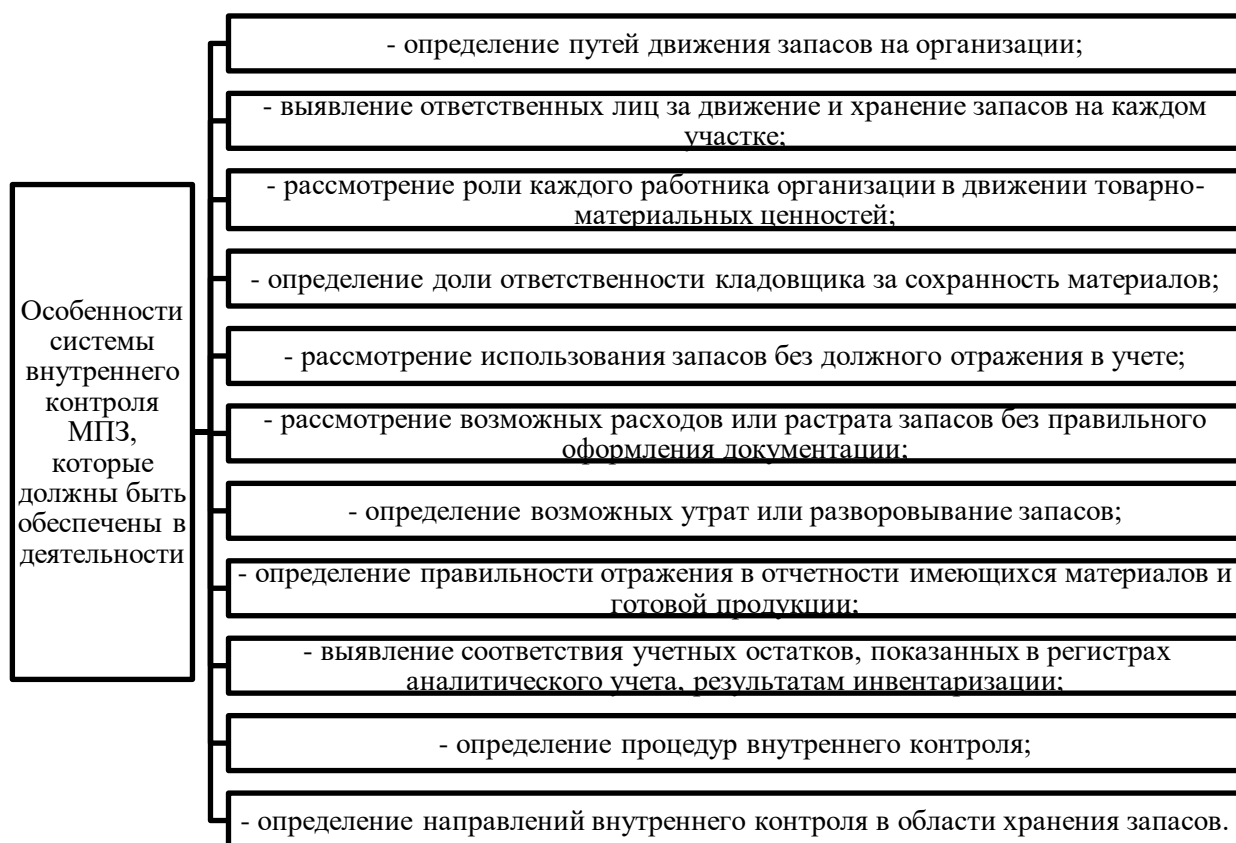 Особенности
системы
внутреннего
контроля
МПЗ,
которые
должны быть
обеспечены в
деятельности
- определение путей движения запасов на организации;
- выявление ответственных лиц за движение и хранение запасов на каждом
участке;
- рассмотрение роли каждого работника организации в движении товарно-
материальных ценностей;
- определение доли ответственности кладовщика за сохранность материалов;
- рассмотрение использования запасов без должного отражения в учете;
- рассмотрение возможных расходов или растрата запасов без правильного
оформления документации;
- определение возможных утрат или разворовывание запасов;
- определение правильности отражения в отчетности имеющихся материалов и
готовой продукции;
- выявление соответствия учетных остатков, показанных в регистрах
аналитического учета, результатам инвентаризации;
- определение процедур внутреннего контроля;
- определение направлений внутреннего контроля в области хранения запасов.